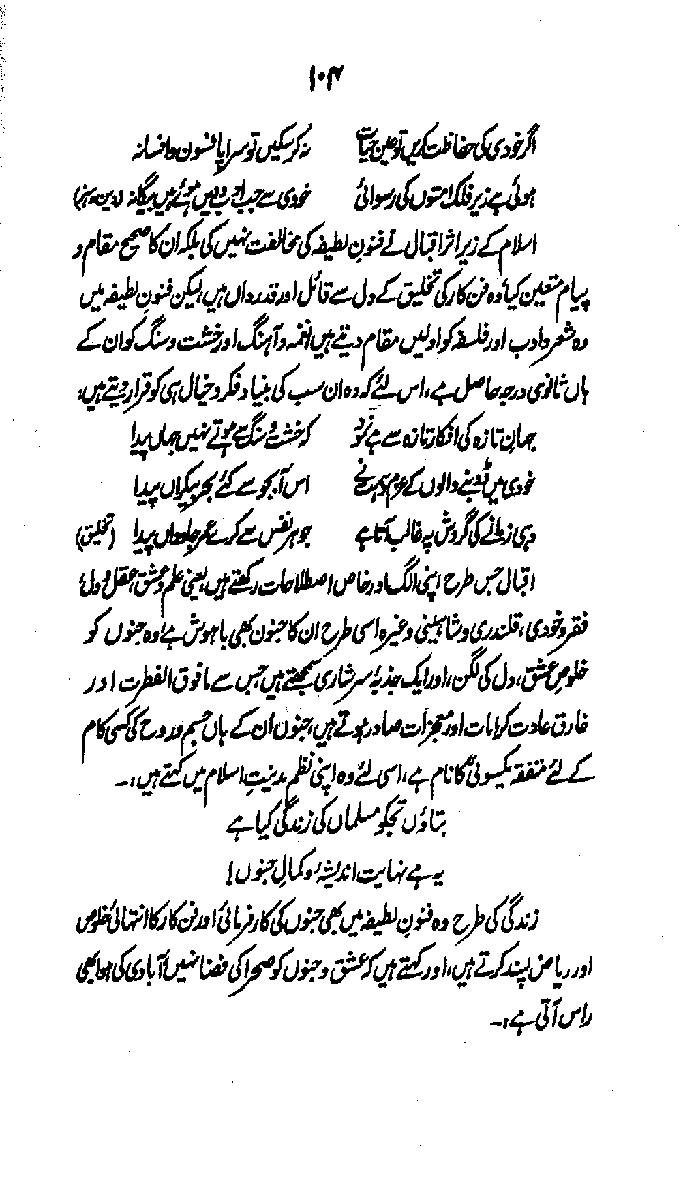 ۱۰۴
اگر خودی کی حفاظت کریں تو عین حیات نہ کر سکیں تو سراپا فسون و افسانہ
ہوئی ہے زیر فلک امتوں کی رسوائی خودی سے جب ادب و دیں ہوئے ہیں بیگانہ (دین و ہنر)
اسلام کے زیر اثر اقبال نے فنونِ لطیفہ کی مخالفت نہیں کی بلکہ ان کا صحیح مقام و
پیام متعین کیا وہ فن کار کی تخلیق کے دل سے قائل اور قدرداں ہیں، لیکن فنونِ لطیفہ میں
وہ شعر و ادب اور فلسفہ کو اولیں مقام دیتے ہیں نغمہ و آہنگ اور خشت و سنگ کو ان کے
ہاں ثانوی درجہ حاصل ہے، اس لئے کہ وہ ان سب کی بنیاد فکر و خیال ہی کو قرار دیتے ہیں،
جہانِ تازہ کی افکارِ تازہ سے ہے نمود کہ خشت و سنگ سے ہوتے نہیں جہاں پیدا
خودی میں ڈوبنے والوں کے عزم و ہمت نے اس آبجو سے کئے بحرِ بیکراں پیدا
وہی زمانے کی گردش پہ غالب آتا ہے جو ہر نفس سے کرے عمرِ جاوداں پیدا (تخلیق)
اقبال جس طرح اپنی الگ اور خاص اصطلاحات رکھتے ہیں، یعنی علم و عشق، عقل و دل،
فقر و خودی، قلندری و شاہینی وغیرہ اسی طرح ان کا جنون بھی باہوش ہے، وہ جنوں کو
خلوصِ عشق، دل کی لگن، اور ایک جذبۂ سرشاری سمجھتے ہیں جس سے مافوق الفطرت اور
خارق عادت کرامات اور معجزات صادر ہوتے ہیں، جنوں ان کے ہاں جسم و روح کی کسی کام
کے لئے متفقہ یکسوئی کا نام ہے، اسی لئے وہ اپنی نظم مدنیتِ اسلام میں کہتے ہیں:۔
بتاؤں تجکو مسلماں کی زندگی کیا ہے
یہ ہے نہایت اندیشہ و کمالِ جنوں!
زندگی کی طرح وہ فنونِ لطیفہ میں بھی جنوں کی کارفرمائی اور فن کار کا انتہائی خلوص
اور ریاض پسند کرتے ہیں، اور کہتے ہیں کہ عشق و جنوں کو صحرا کی فضا نہیں آبادی کی ہوا بھی
راس آتی ہے:۔